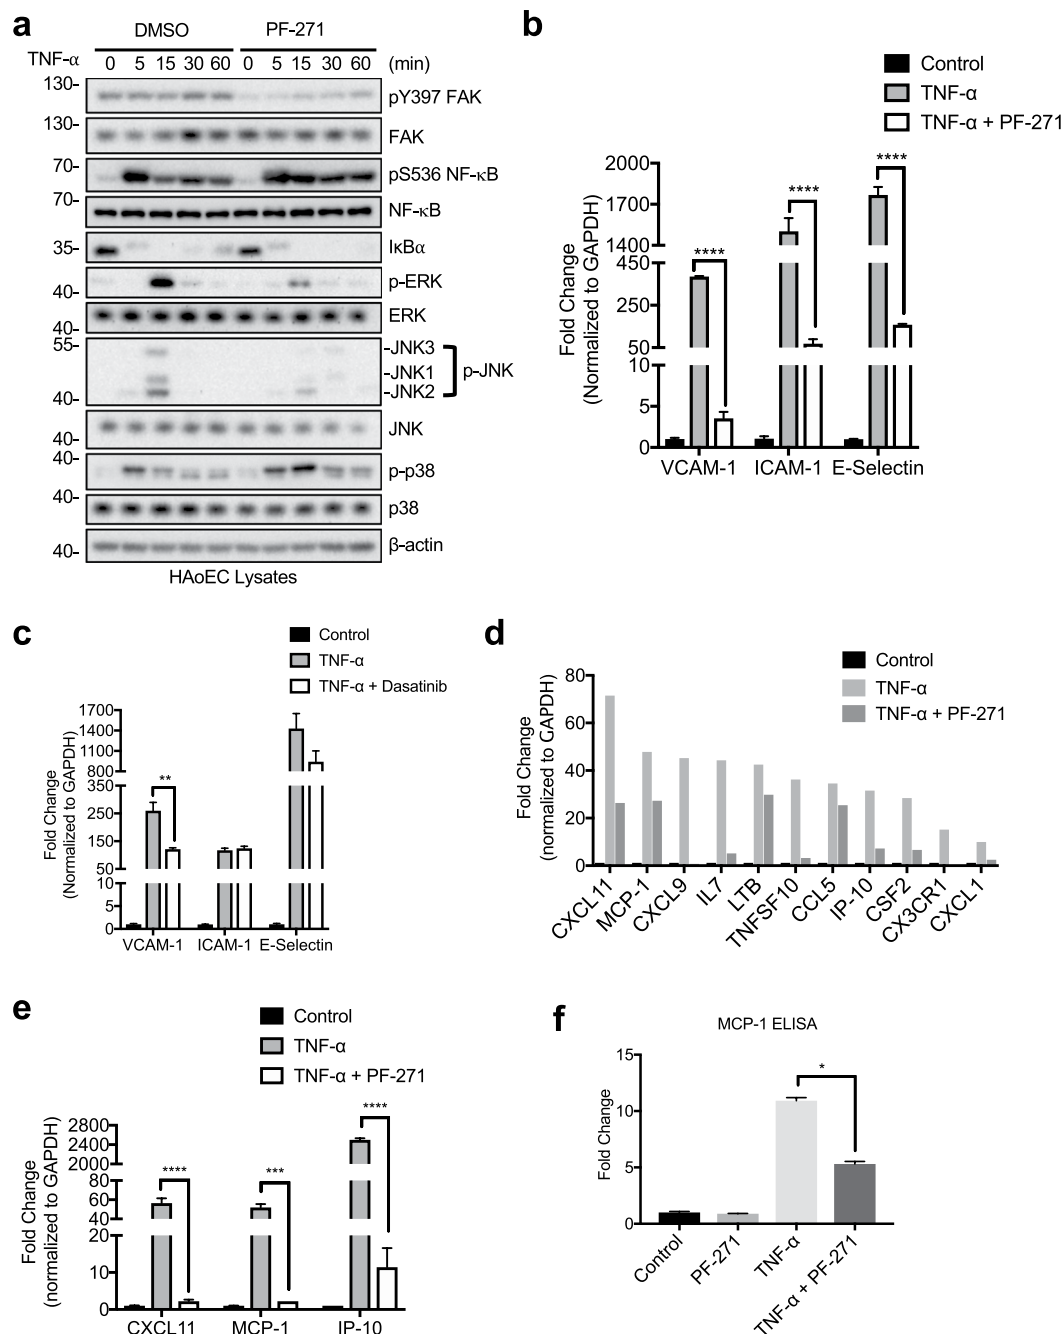 a
DMSO PF-271
TNF-α 0 5 15 30 60 0 5 15 30 60 (min)
130- pY397 FAK
130- FAK
70- pS536 NF-κB
70- NF-κB
35- IκBα
40- p-ERK
40- ERK
55- -JNK3
-JNK1 p-JNK
40- -JNK2
40- JNK
40- p-p38
40- p38
40- β-actin
HAoEC Lysates
b
Control
TNF-α
TNF-α + PF-271
Fold Change
(Normalized to GAPDH)
2000
1700
1400
450
250
50
10
5
0
****
****
****
VCAM-1 ICAM-1 E-Selectin
c
Control
TNF-α
TNF-α + Dasatinib
Fold Change
(Normalized to GAPDH)
1700
1400
1100
800
350
250
150
50
10
5
0
**
VCAM-1 ICAM-1 E-Selectin
d
Control
TNF-α
TNF-α + PF-271
Fold Change
(normalized to GAPDH)
80
60
40
20
0
CXCL11 MCP-1 CXCL9 IL7 LTB TNFSF10 CCL5 IP-10 CSF2 CX3CR1 CXCL1
e
Control
TNF-α
TNF-α + PF-271
Fold Change
(normalized to GAPDH)
2800
2400
2000
80
60
40
20
10
0
****
***
****
CXCL11 MCP-1 IP-10
f
MCP-1 ELISA
Fold Change
15
10
5
0
*
Control PF-271 TNF-α TNF-α + PF-271